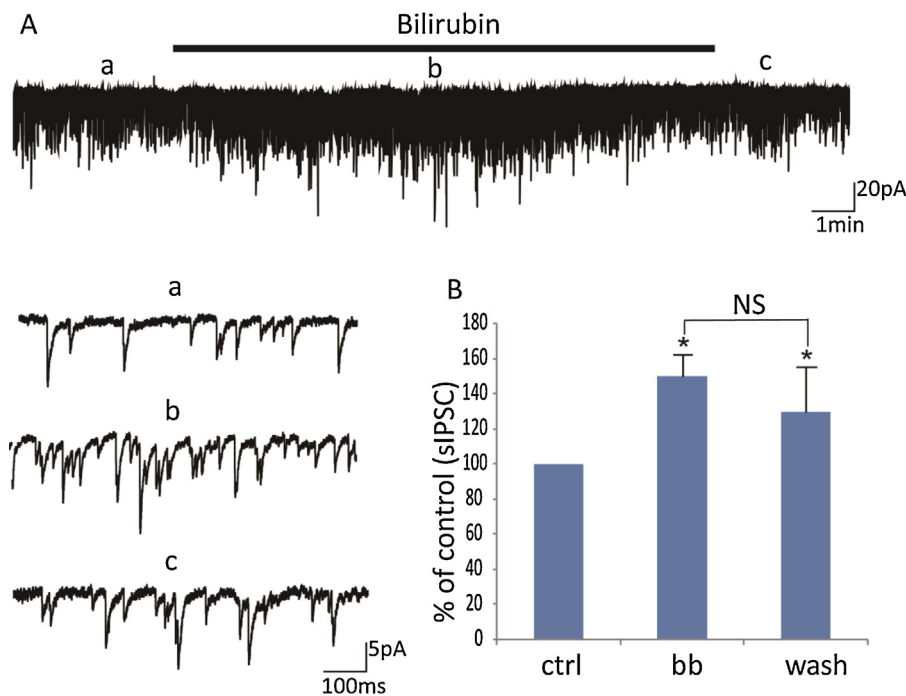 A
Bilirubin
a
b
c
20pA
1min
a
b
c
5pA
100ms
B
NS
*
*
% of control (sIPSC)
180
160
140
120
100
80
60
40
20
0
ctrl bb wash